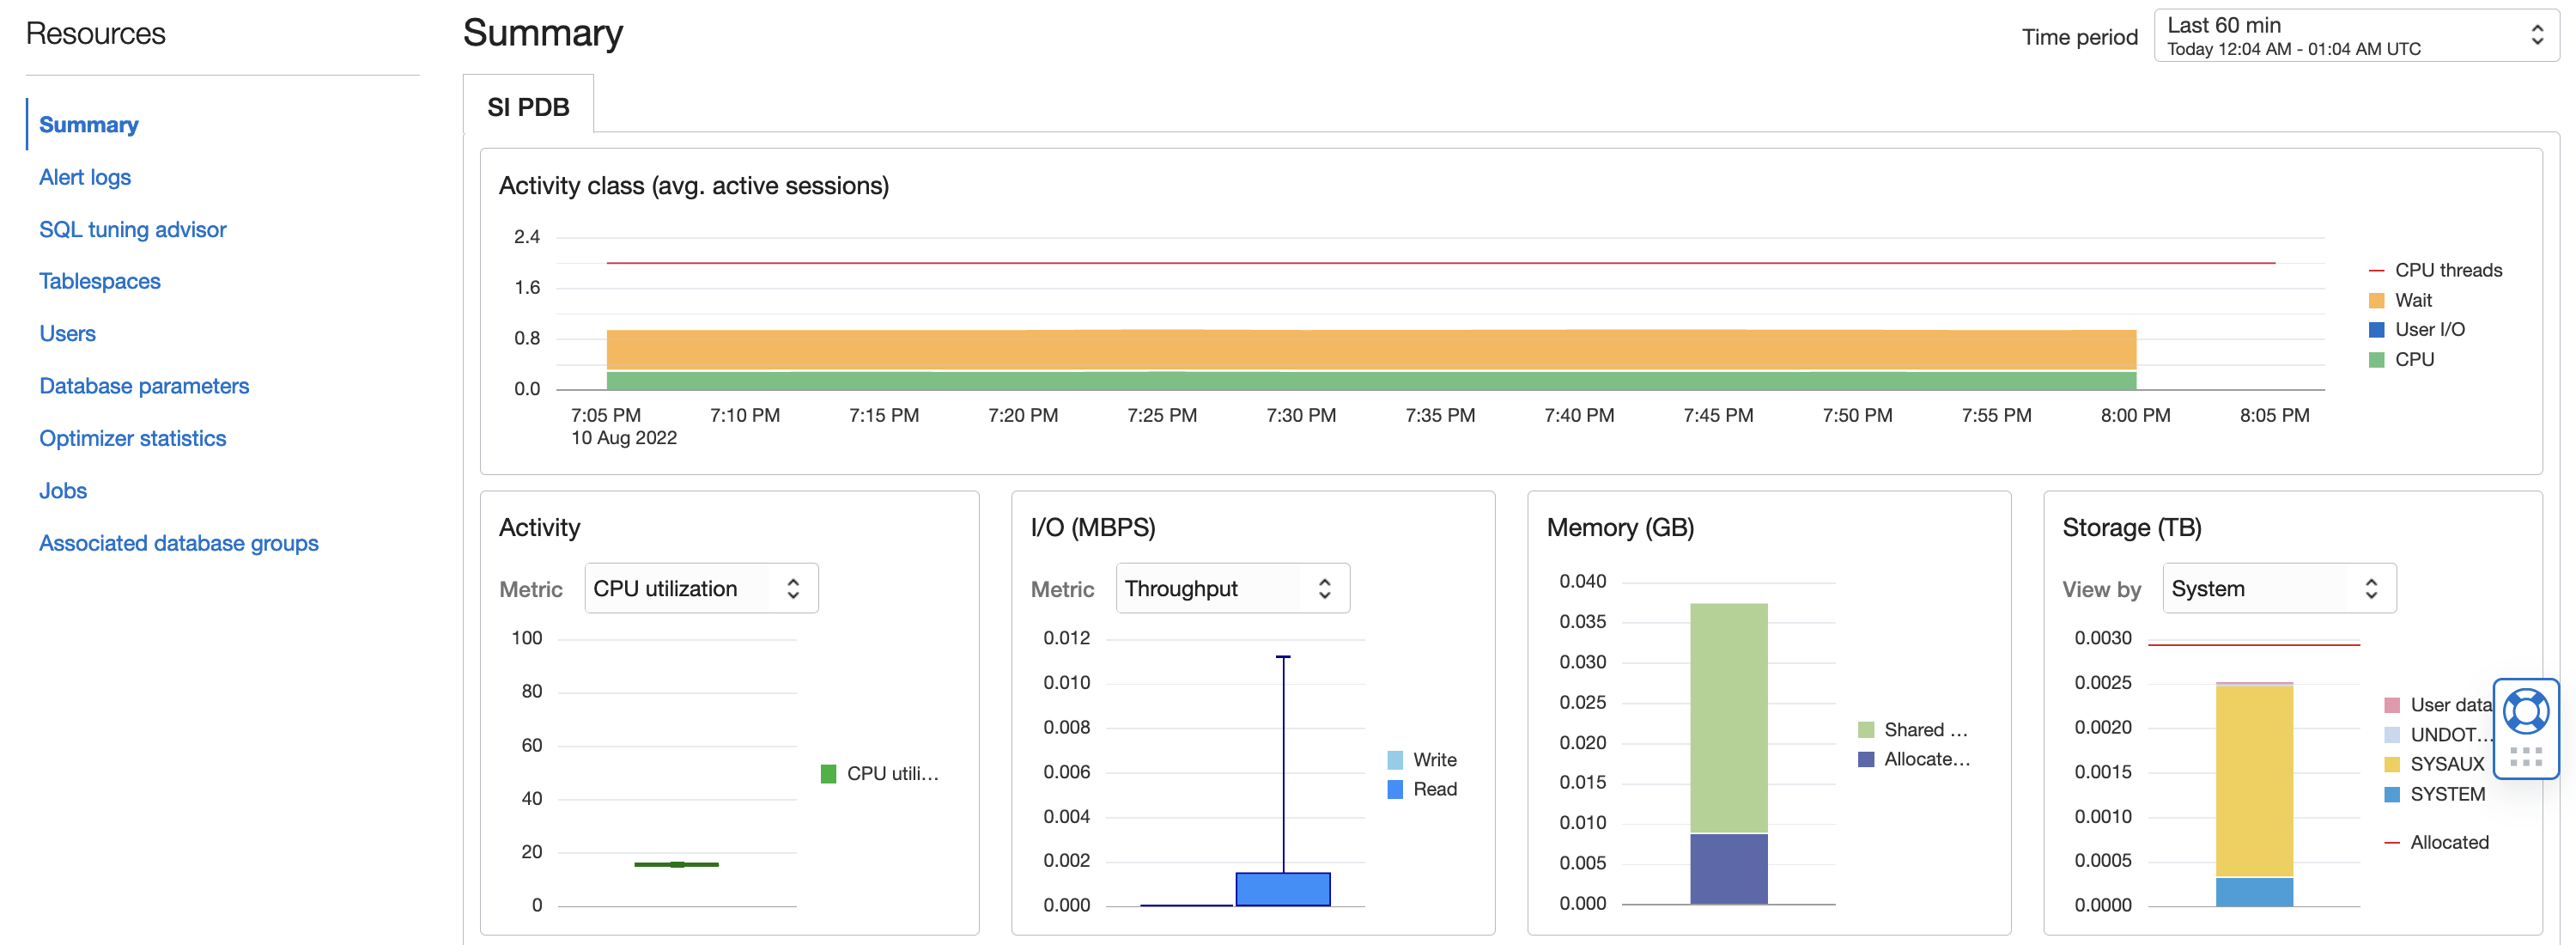 Resources
Summary
Alert logs
SQL tuning advisor
Tablespaces
Users
Database parameters
Optimizer statistics
Jobs
Associated database groups
Summary
Time period
Last 60 min
Today 12:04 AM - 01:04 AM UTC
SI PDB
Activity class (avg. active sessions)
2.4
1.6
0.8
0.0
7:05 PM 7:10 PM 7:15 PM 7:20 PM 7:25 PM 7:30 PM 7:35 PM 7:40 PM 7:45 PM 7:50 PM 7:55 PM 8:00 PM 8:05 PM
10 Aug 2022
CPU threads
Wait
User I/O
CPU
Activity
Metric CPU utilization
100
80
60
40
20
0
CPU utili...
I/O (MBPS)
Metric Throughput
0.012
0.010
0.008
0.006
0.004
0.002
0.000
Write
Read
Memory (GB)
0.040
0.035
0.030
0.025
0.020
0.015
0.010
0.005
0.000
Shared ...
Allocate...
Storage (TB)
View by System
0.0030
0.0025
0.0020
0.0015
0.0010
0.0005
0.0000
User data
UNDOT...
SYSAUX
SYSTEM
Allocated